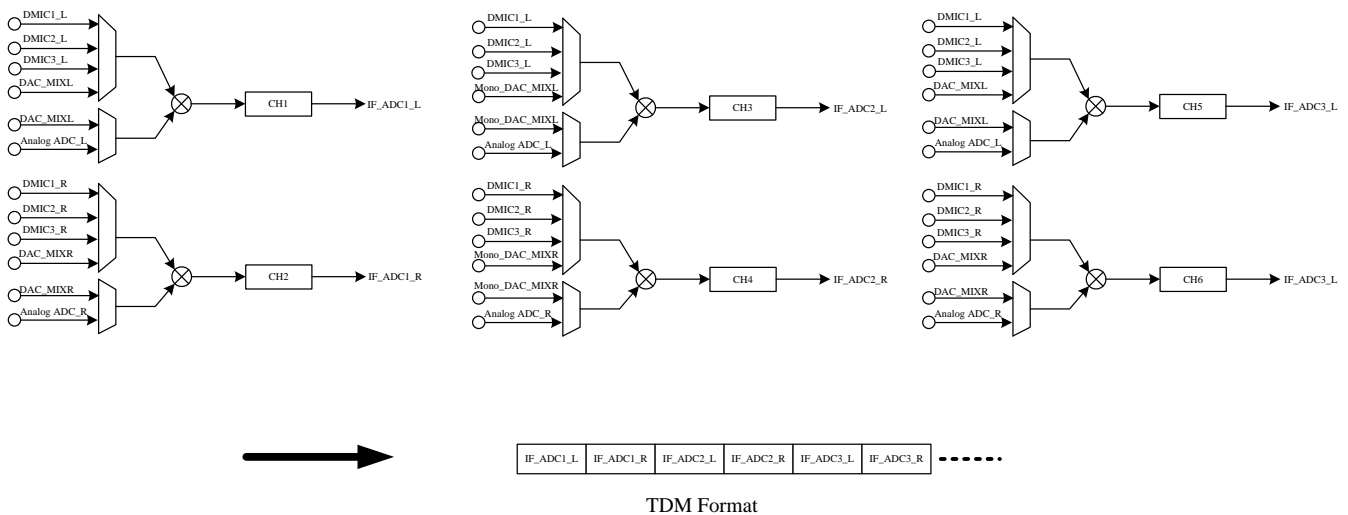 DMIC1_L
DMIC2_L
DMIC3_L
DAC_MIXL
DAC_MIXL
Analog ADC_L
CH1
IF_ADC1_L
DMIC1_R
DMIC2_R
DMIC3_R
DAC_MIXR
DAC_MIXR
Analog ADC_R
CH2
IF_ADC1_R
DMIC1_L
DMIC2_L
DMIC3_L
Mono_DAC_MIXL
Mono_DAC_MIXL
Analog ADC_L
CH3
IF_ADC2_L
DMIC1_R
DMIC2_R
DMIC3_R
Mono_DAC_MIXR
Mono_DAC_MIXR
Analog ADC_R
CH4
IF_ADC2_R
DMIC1_L
DMIC2_L
DMIC3_L
DAC_MIXL
DAC_MIXL
Analog ADC_L
CH5
IF_ADC3_L
DMIC1_R
DMIC2_R
DMIC3_R
DAC_MIXR
DAC_MIXR
Analog ADC_R
CH6
IF_ADC3_L
IF_ADC1_L IF_ADC1_R IF_ADC2_L IF_ADC2_R IF_ADC3_L IF_ADC3_R
TDM Format